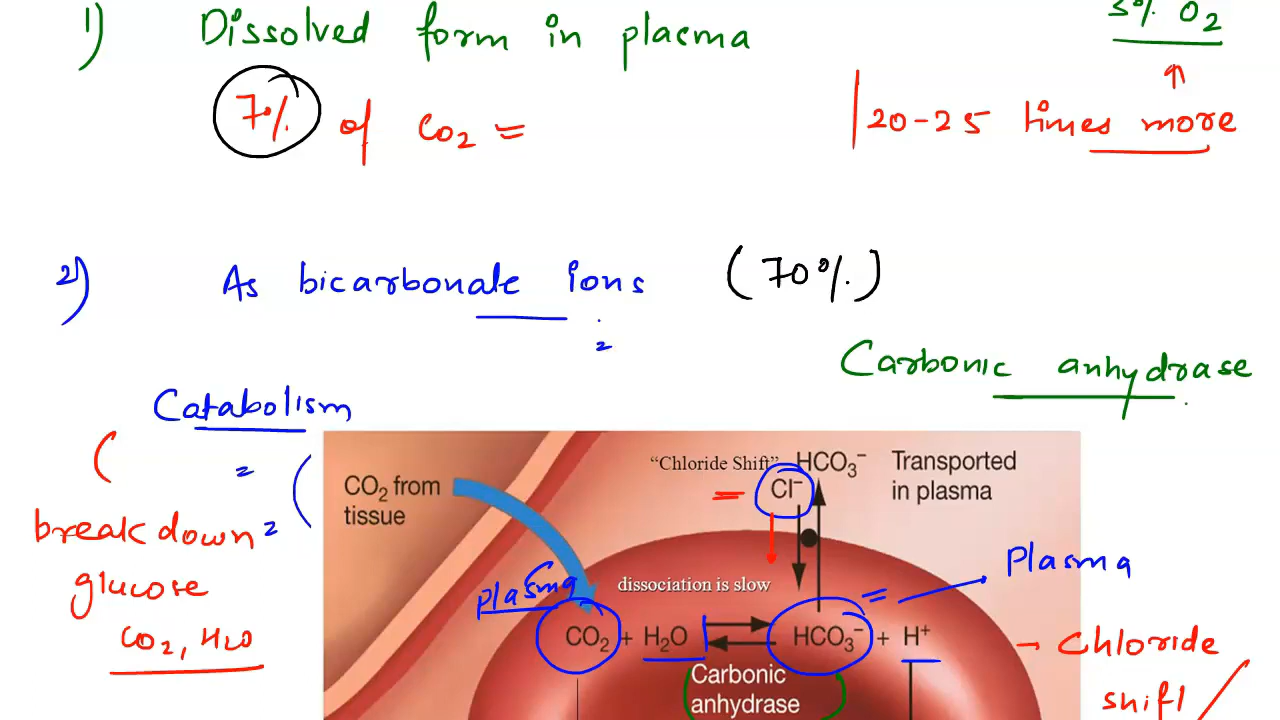 1) Dissolved form in plasma
3% O2
7% of CO2 =
20-25 times more
2) As bicarbonate ions (70%)
Carbonic anhydrase
Catabolism
breakdown
glucose
CO2, H2O
"Chloride Shift" HCO3−
Cl−
Transported
in plasma
CO2 from
tissue
plasma
dissociation is slow
Plasma
CO2 + H2O HCO3− + H+
Carbonic
anhydrase
Chloride
shift